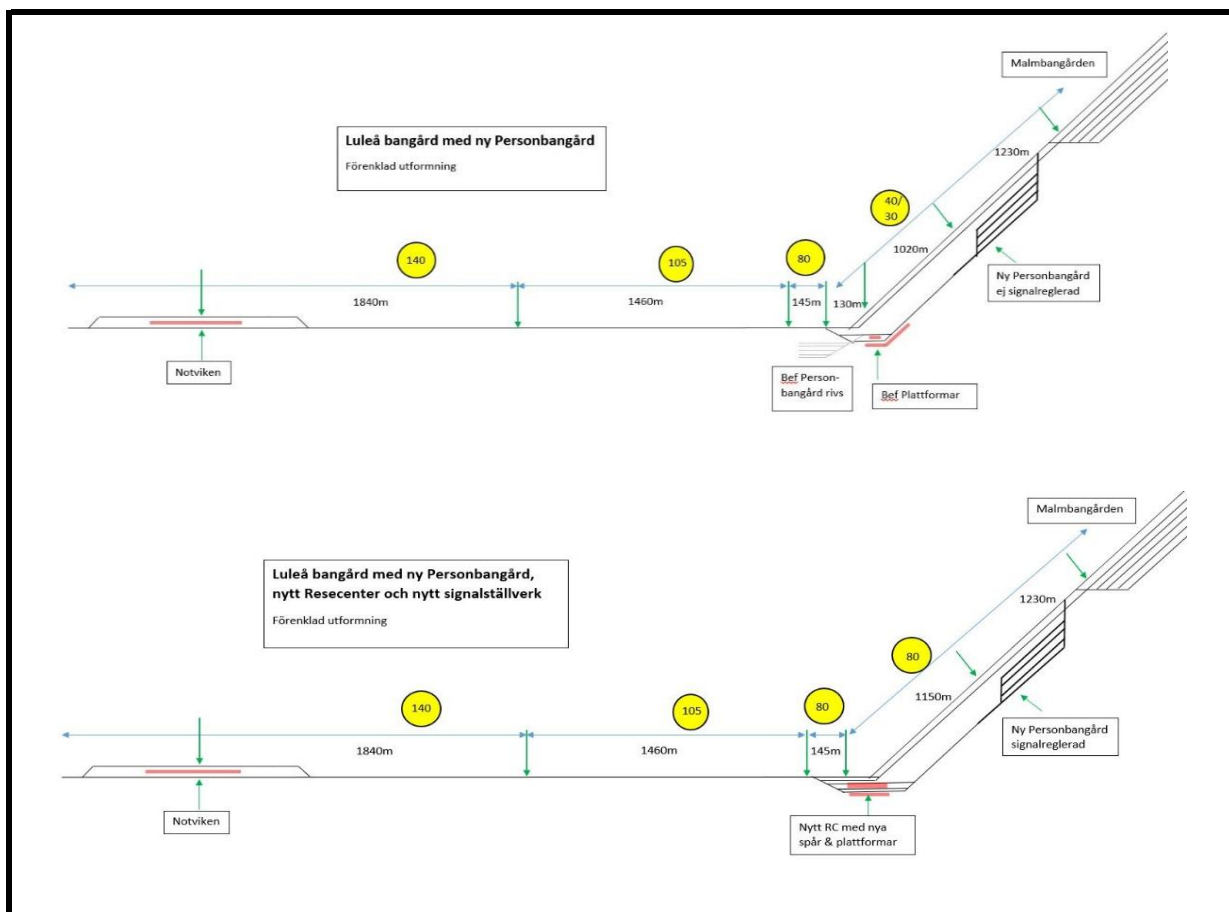 Malmbangården
Luleå bangård med ny Personbangård
Förenklad utformning
1230m
40/
30
140
105
80
1020m
Ny Personbangård
ej signalreglerad
1840m
1460m
145m
130m
Notviken
Bef Person-
bangård rivs
Bef Plattformar
Malmbangården
Luleå bangård med ny Personbangård,
nytt Resecenter och nytt signalställverk
Förenklad utformning
1230m
80
140
105
80
1150m
Ny Personbangård
signalreglerad
1840m
1460m
145m
Notviken
Nytt RC med nya
spår & plattformar